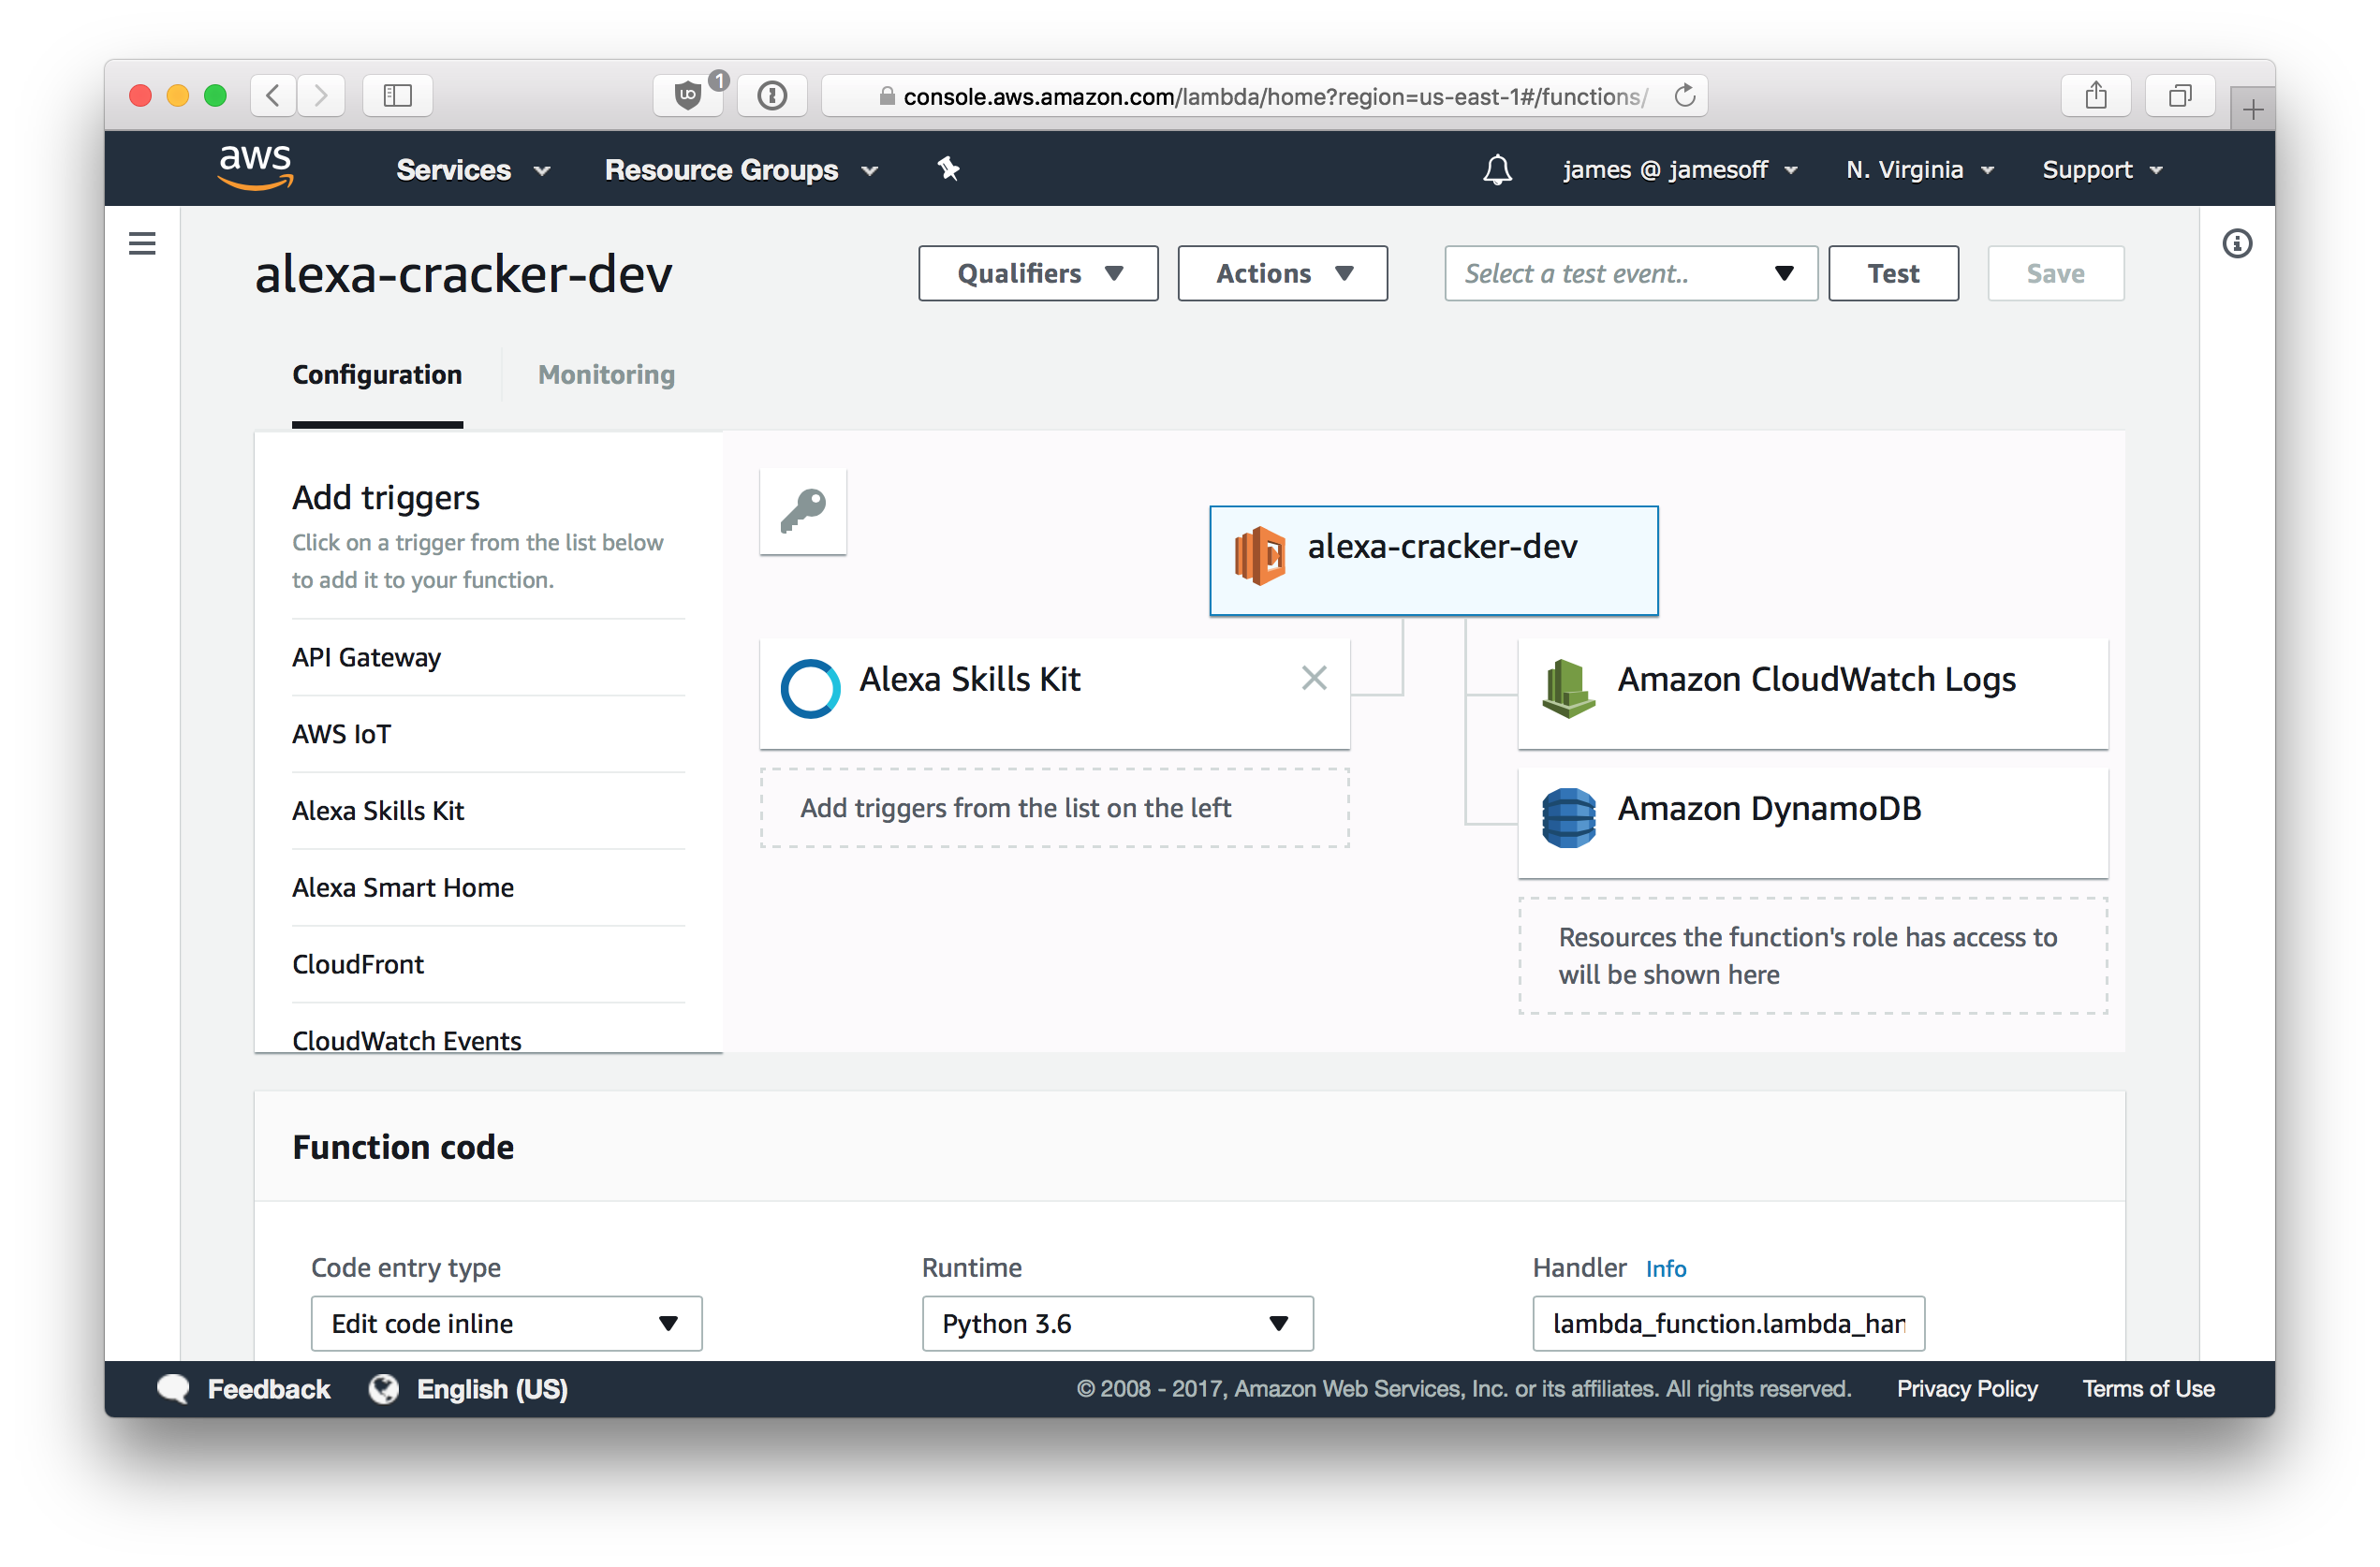 1
console.aws.amazon.com/lambda/home?region=us-east-1#/functions/
aws
Services
Resource Groups
james @ jamesoff
N. Virginia
Support
alexa-cracker-dev
Qualifiers
Actions
Select a test event..
Test
Save
Configuration
Monitoring
Add triggers
Click on a trigger from the list below
to add it to your function.
API Gateway
AWS IoT
Alexa Skills Kit
Alexa Smart Home
CloudFront
CloudWatch Events
alexa-cracker-dev
Alexa Skills Kit
Add triggers from the list on the left
Amazon CloudWatch Logs
Amazon DynamoDB
Resources the function's role has access to
will be shown here
Function code
Code entry type
Edit code inline
Runtime
Python 3.6
Handler Info
lambda_function.lambda_han
Feedback
English (US)
© 2008 - 2017, Amazon Web Services, Inc. or its affiliates. All rights reserved.
Privacy Policy
Terms of Use